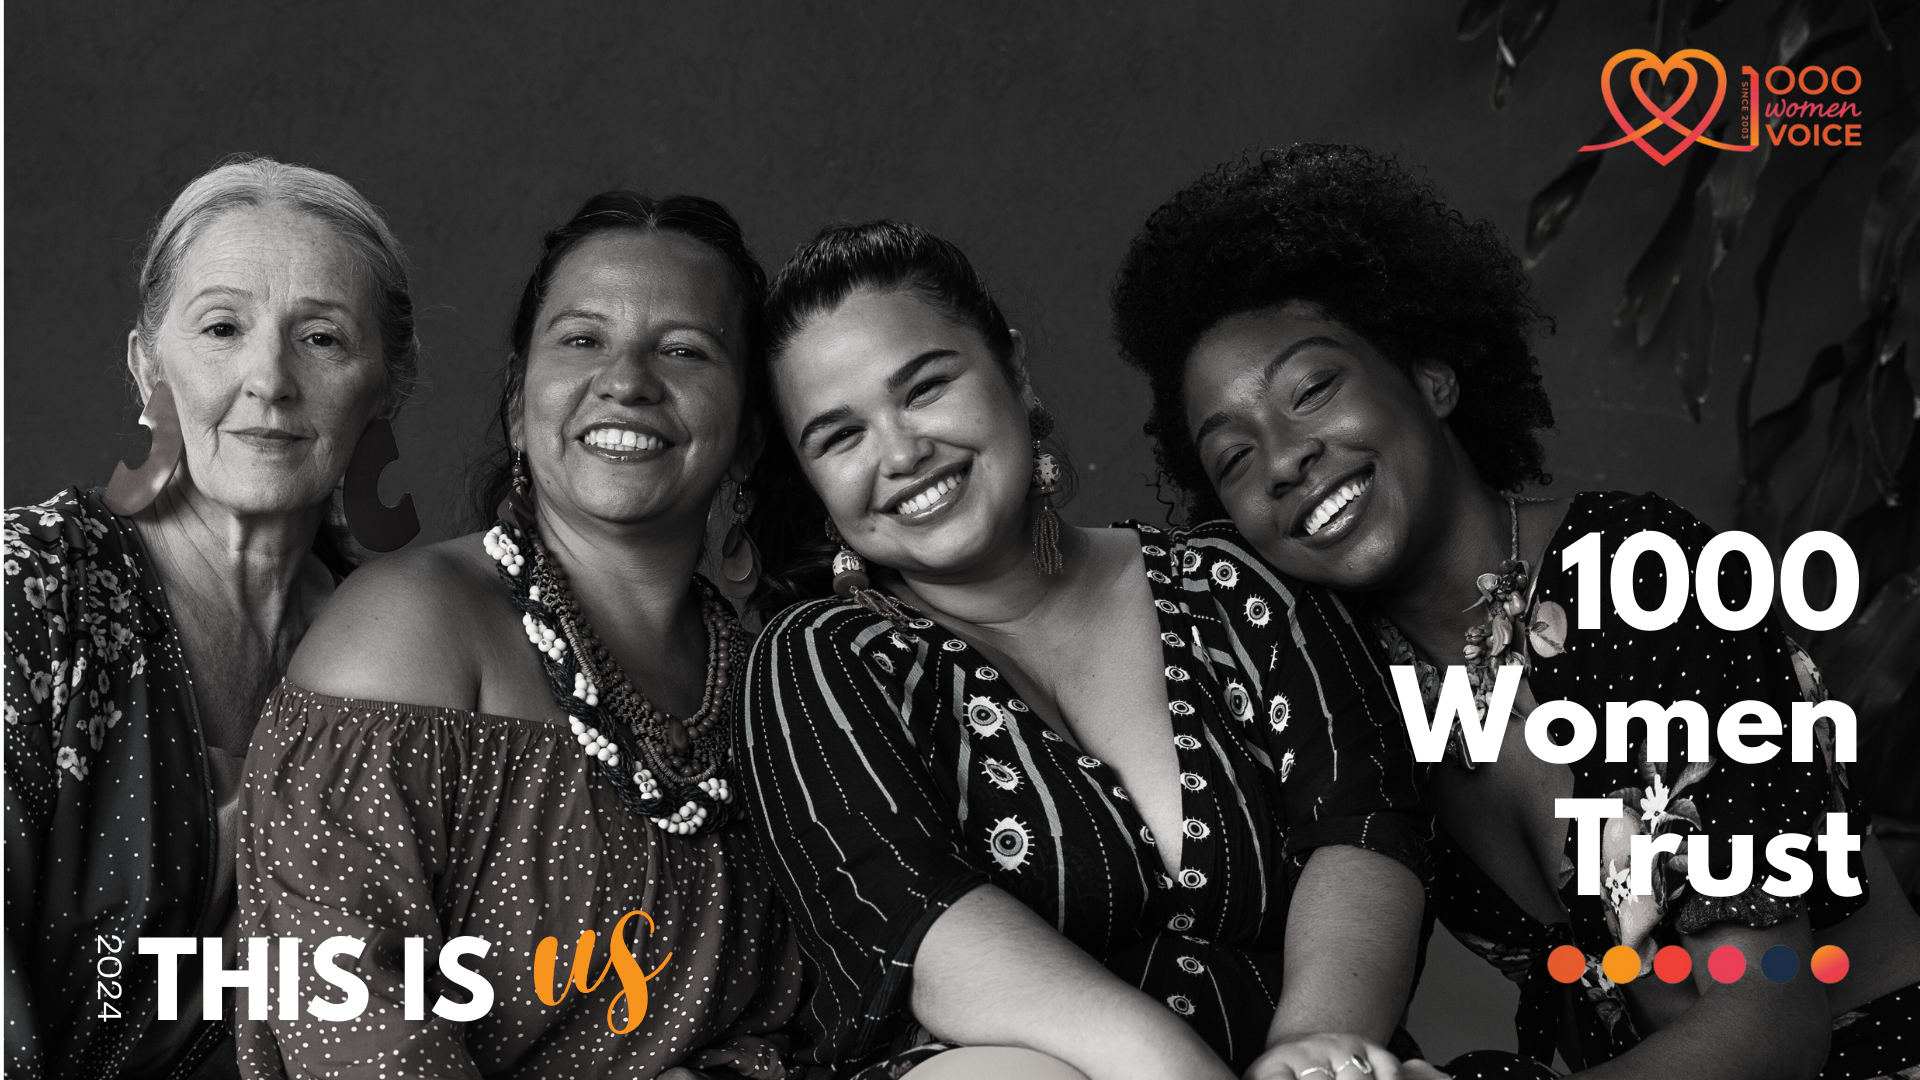 1000
women
VOICE
SINCE 2003
1000
Women
Trust
2024
THIS IS us